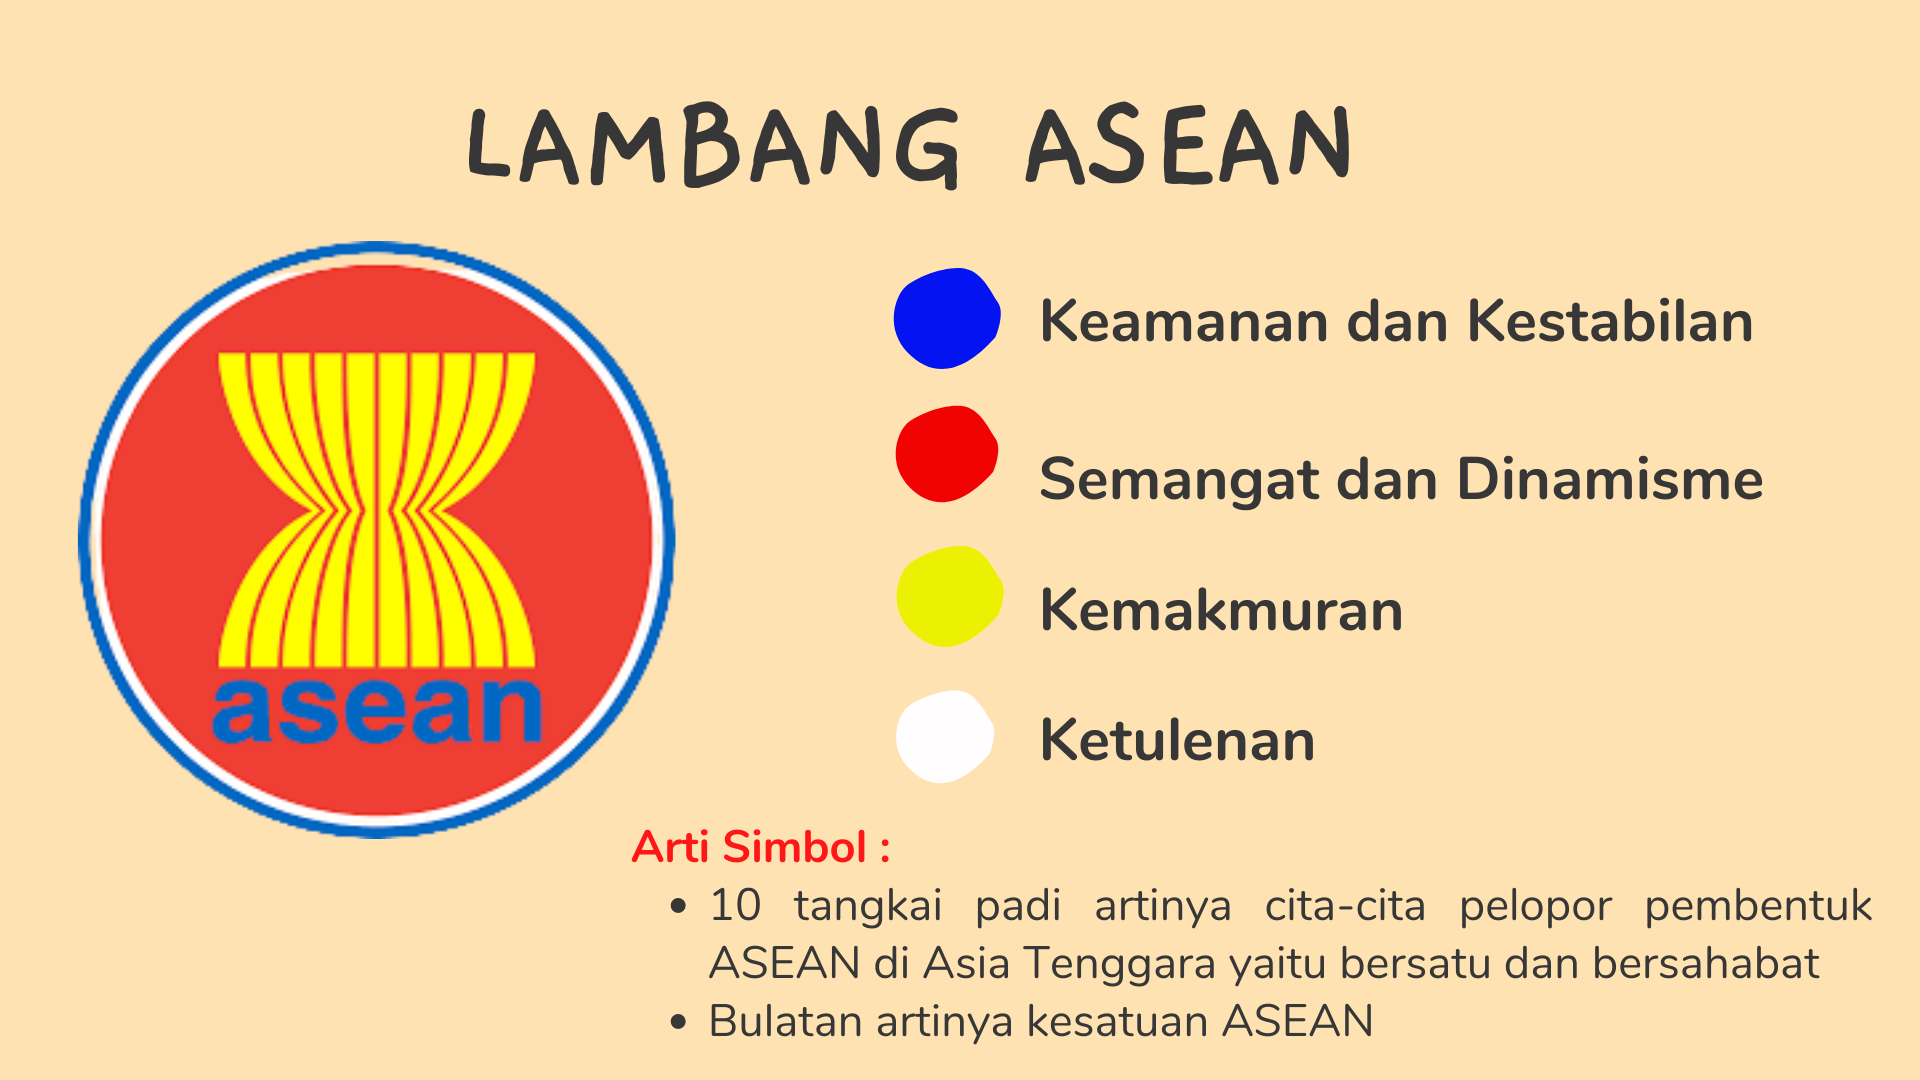 LAMBANG ASEAN
asean
Keamanan dan Kestabilan
Semangat dan Dinamisme
Kemakmuran
Ketulenan
Arti Simbol :
• 10 tangkai padi artinya cita-cita pelopor pembentuk
ASEAN di Asia Tenggara yaitu bersatu dan bersahabat
• Bulatan artinya kesatuan ASEAN